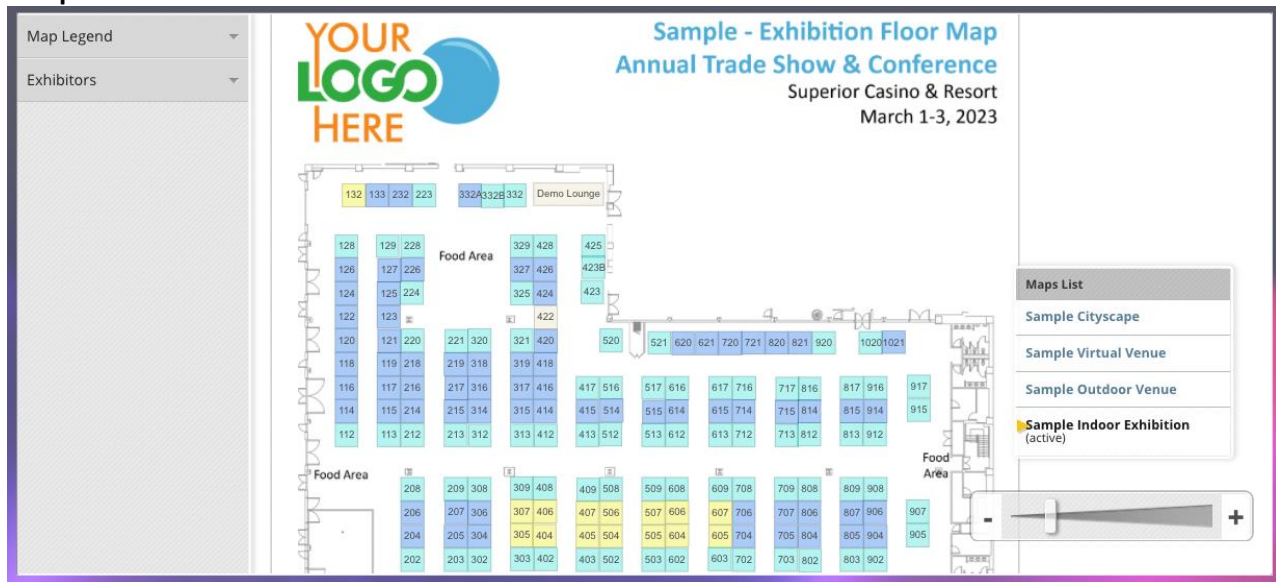 Map Legend
Exhibitors
YOUR
LOGO
HERE
Sample - Exhibition Floor Map
Annual Trade Show & Conference
Superior Casino & Resort
March 1-3, 2023
132 133 232 223 332A 332B 332 Demo Lounge
128 129 228 Food Area 329 428 425
126 127 226 327 426 423B
124 125 224 325 424 423
122 123 422
120 121 220 221 320 321 420 520 521 620 621 720 721 820 821 920 1020 1021
118 119 218 219 318 319 418
116 117 216 217 316 317 416 417 516 517 616 617 716 717 816 817 916 917
114 115 214 215 314 315 414 415 514 515 614 615 714 715 814 815 914 915
112 113 212 213 312 313 412 413 512 513 612 613 712 713 812 813 912
Food Area
Food
Area
208 209 308 309 408 409 508 509 608 609 708 709 808 809 908
206 207 306 307 406 407 506 507 606 607 706 707 806 807 906 907
204 205 304 305 404 405 504 505 604 605 704 705 804 805 904 905
202 203 302 303 402 403 502 503 602 603 702 703 802 803 902
Maps List
Sample Cityscape
Sample Virtual Venue
Sample Outdoor Venue
Sample Indoor Exhibition
(active)
- +